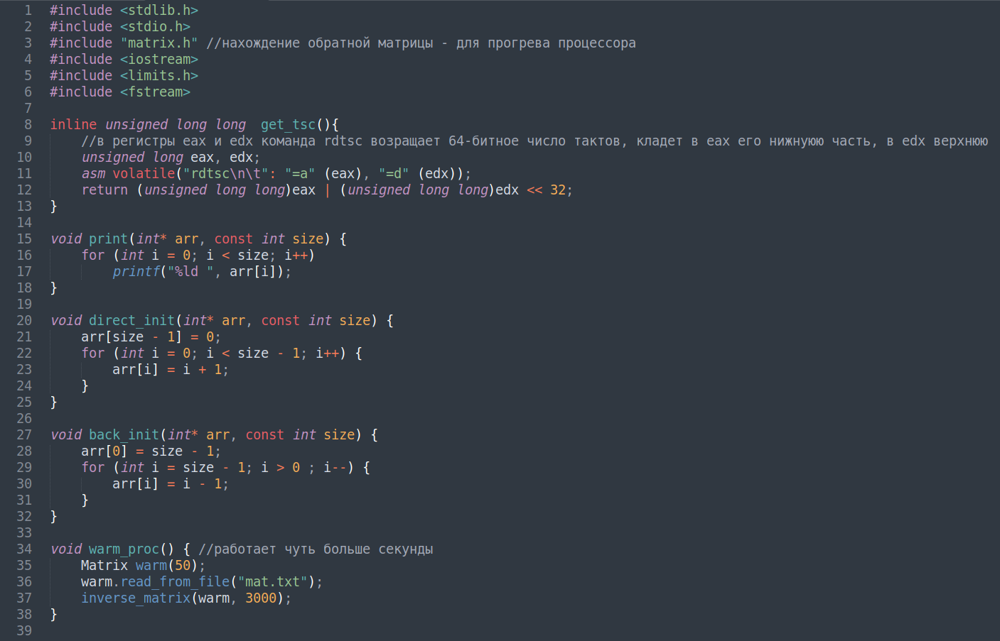 1 #include <stdlib.h>
2 #include <stdio.h>
3 #include "matrix.h" //нахождение обратной матрицы - для прогрева процессора
4 #include <iostream>
5 #include <limits.h>
6 #include <fstream>
7
8 inline unsigned long long  get_tsc(){
9     //в регистры eax и edx команда rdtsc возращает 64-битное число тактов, кладет в eax его нижнуюю часть, в edx верхнюю
10     unsigned long eax, edx;
11     asm volatile("rdtsc\n\t": "=a" (eax), "=d" (edx));
12     return (unsigned long long)eax | (unsigned long long)edx << 32;
13 }
14
15 void print(int* arr, const int size) {
16     for (int i = 0; i < size; i++)
17         printf("%ld ", arr[i]);
18 }
19
20 void direct_init(int* arr, const int size) {
21     arr[size - 1] = 0;
22     for (int i = 0; i < size - 1; i++) {
23         arr[i] = i + 1;
24     }
25 }
26
27 void back_init(int* arr, const int size) {
28     arr[0] = size - 1;
29     for (int i = size - 1; i > 0 ; i--) {
30         arr[i] = i - 1;
31     }
32 }
33
34 void warm_proc() { //работает чуть больше секунды
35     Matrix warm(50);
36     warm.read_from_file("mat.txt");
37     inverse_matrix(warm, 3000);
38 }
39